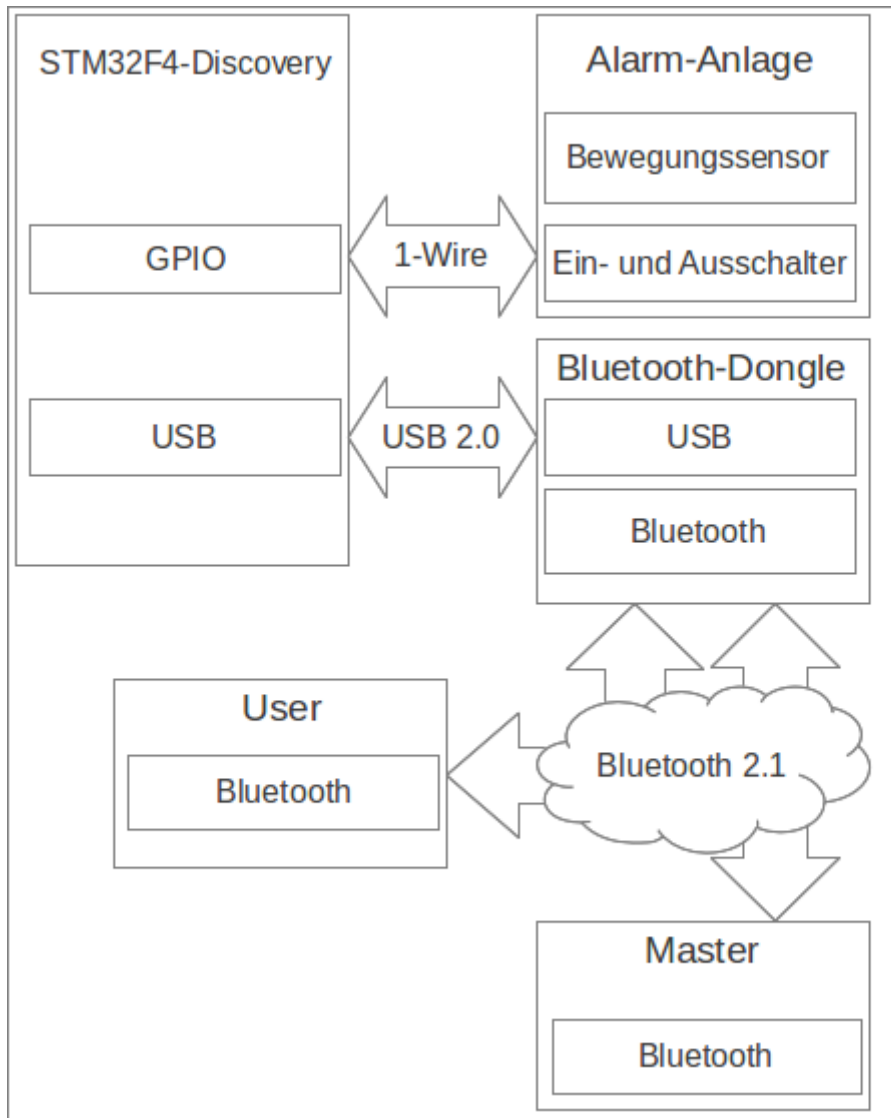 STM32F4-Discovery
GPIO
USB
1-Wire
USB 2.0
Alarm-Anlage
Bewegungssensor
Ein- und Ausschalter
Bluetooth-Dongle
USB
Bluetooth
User
Bluetooth
Bluetooth 2.1
Master
Bluetooth